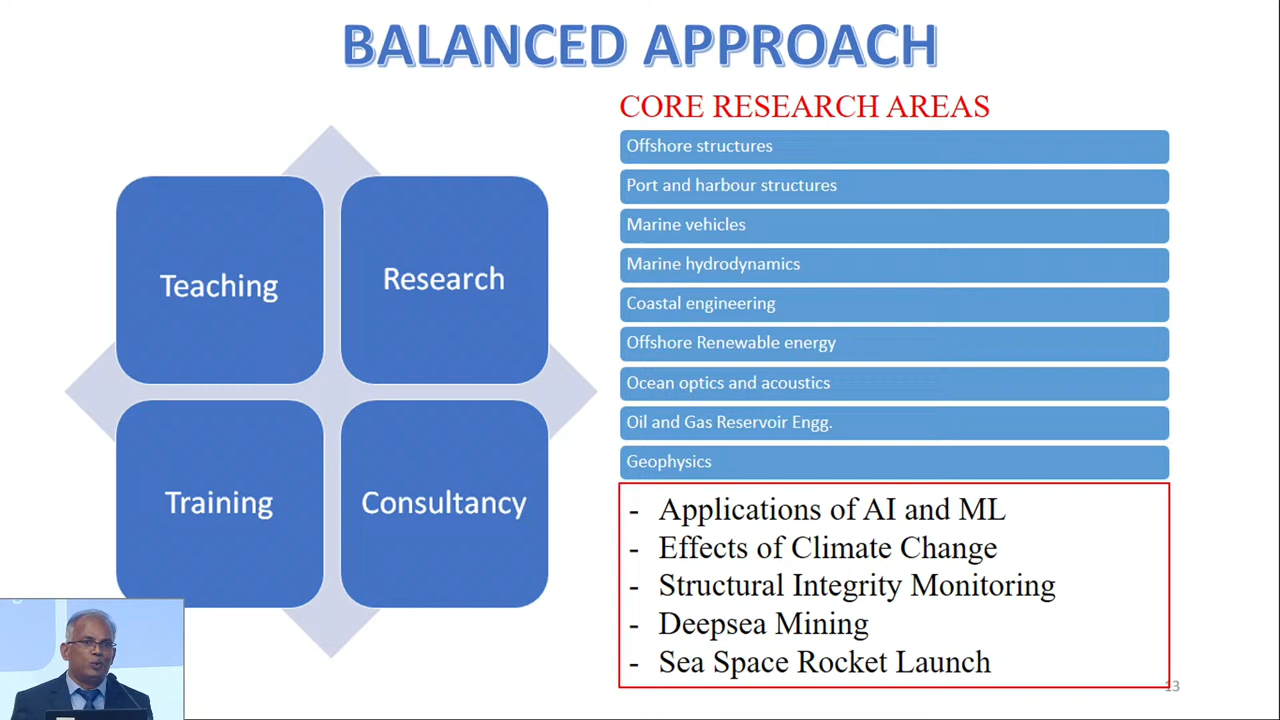 BALANCED APPROACH
CORE RESEARCH AREAS
Offshore structures
Port and harbour structures
Marine vehicles
Marine hydrodynamics
Coastal engineering
Offshore Renewable energy
Ocean optics and acoustics
Oil and Gas Reservoir Engg.
Geophysics
- Applications of AI and ML
- Effects of Climate Change
- Structural Integrity Monitoring
- Deepsea Mining
- Sea Space Rocket Launch
Teaching
Research
Training
Consultancy
13